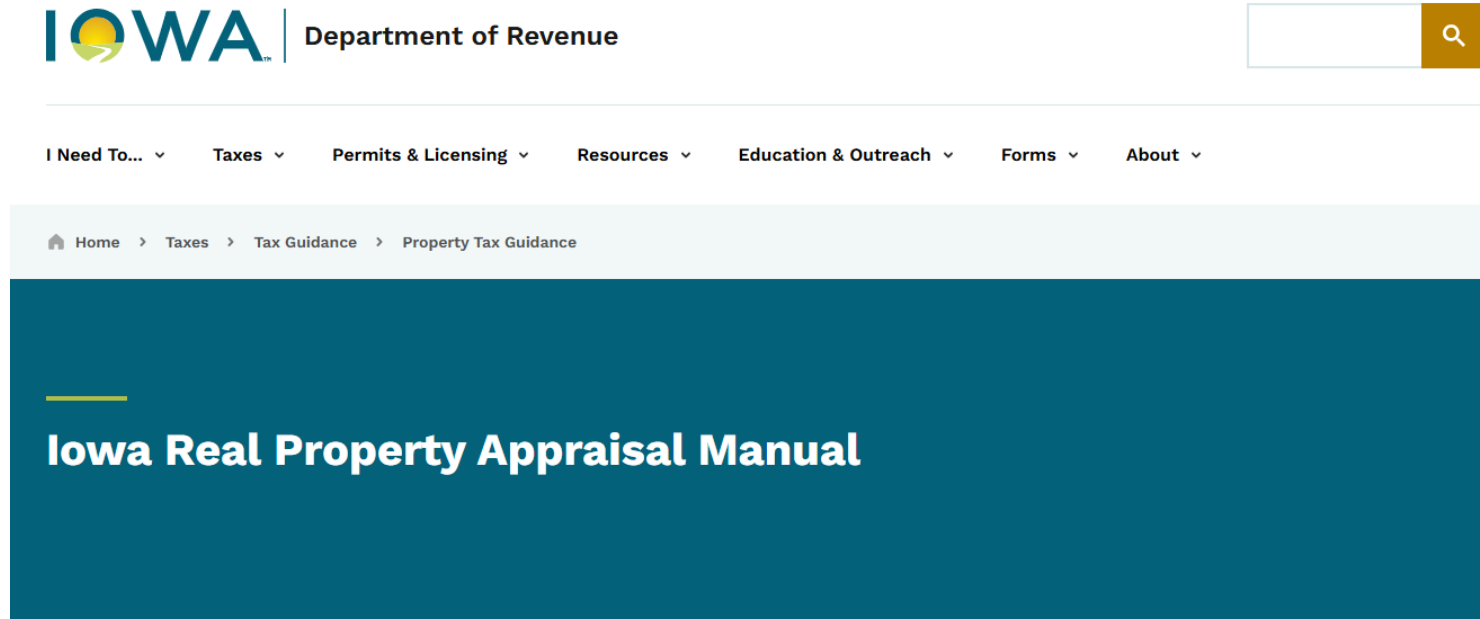 IOWA™ Department of Revenue
I Need To... Taxes Permits & Licensing Resources Education & Outreach Forms About
Home > Taxes > Tax Guidance > Property Tax Guidance
Iowa Real Property Appraisal Manual